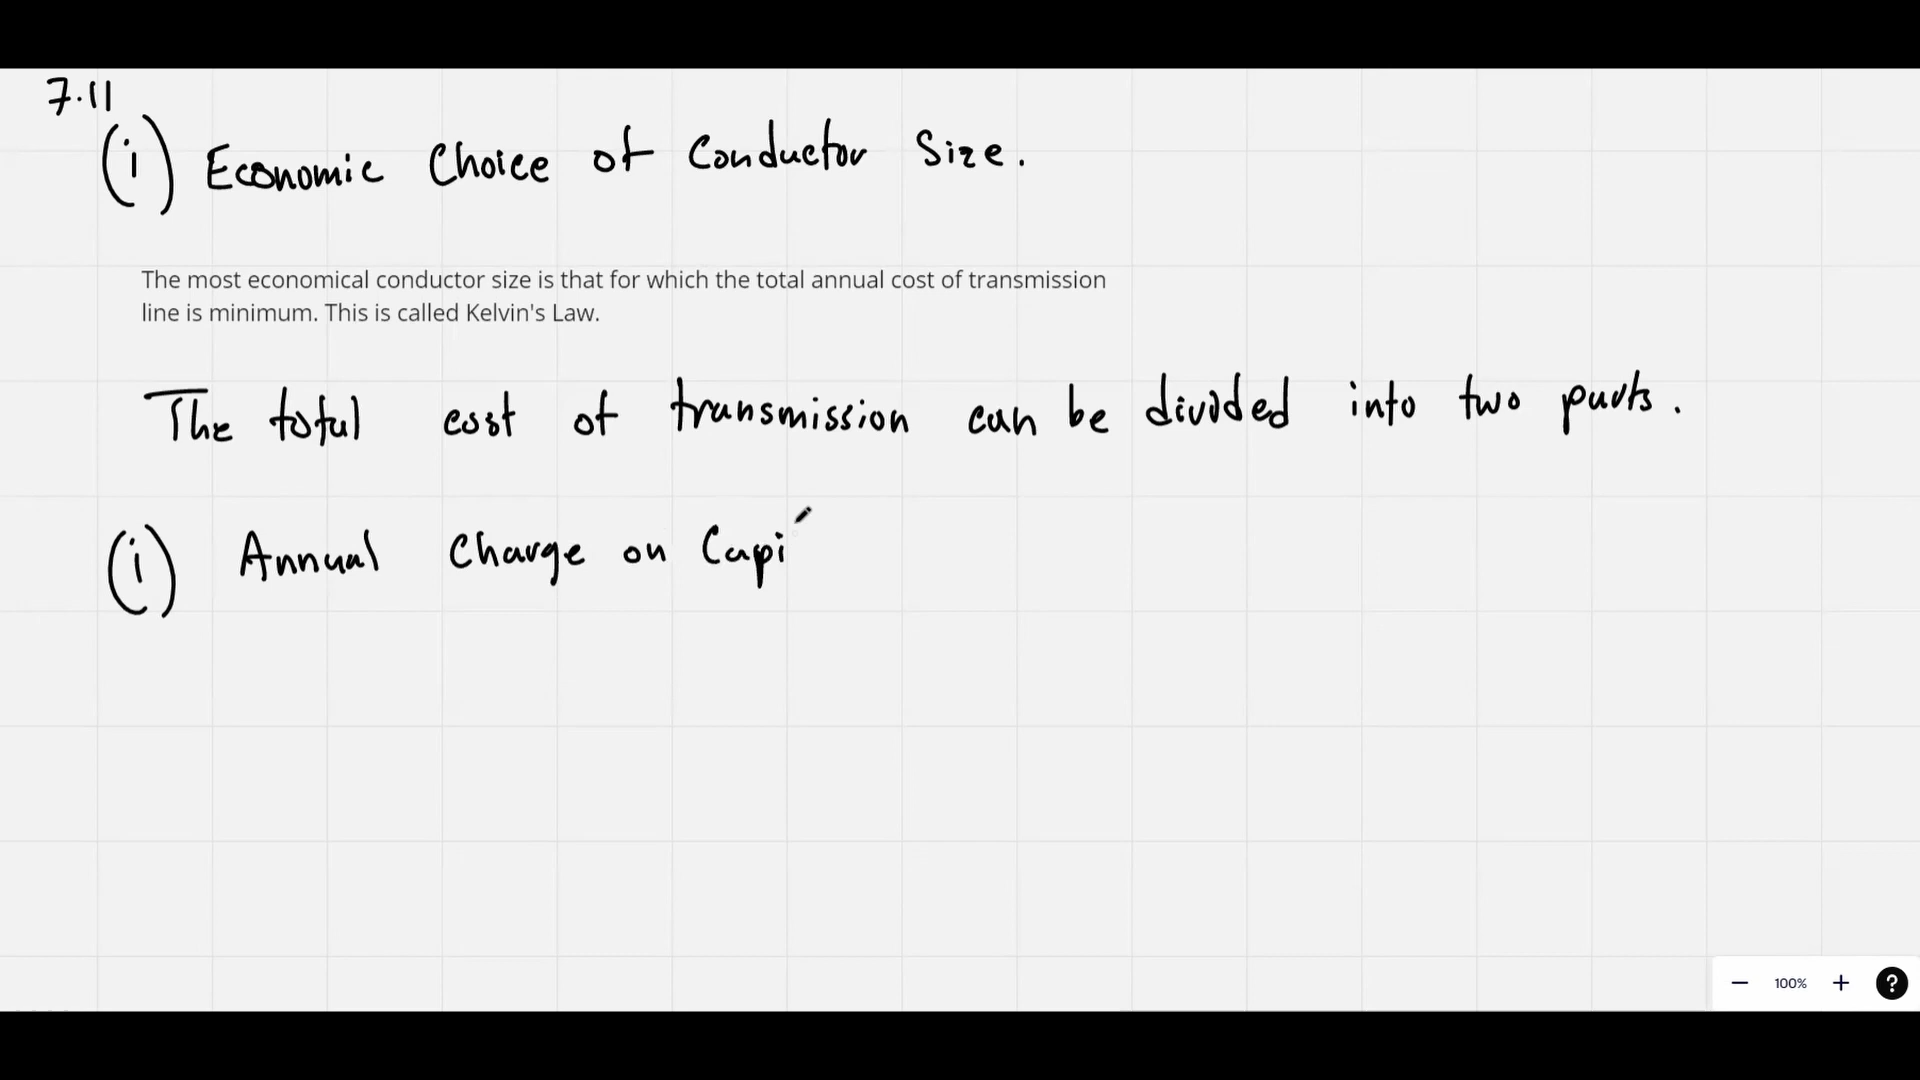 7.11
(i) Economic Choice of Conductor Size.
The most economical conductor size is that for which the total annual cost of transmission
line is minimum. This is called Kelvin's Law.
The total cost of transmission can be divided into two parts.
(i) Annual Charge on Capi
100%
?